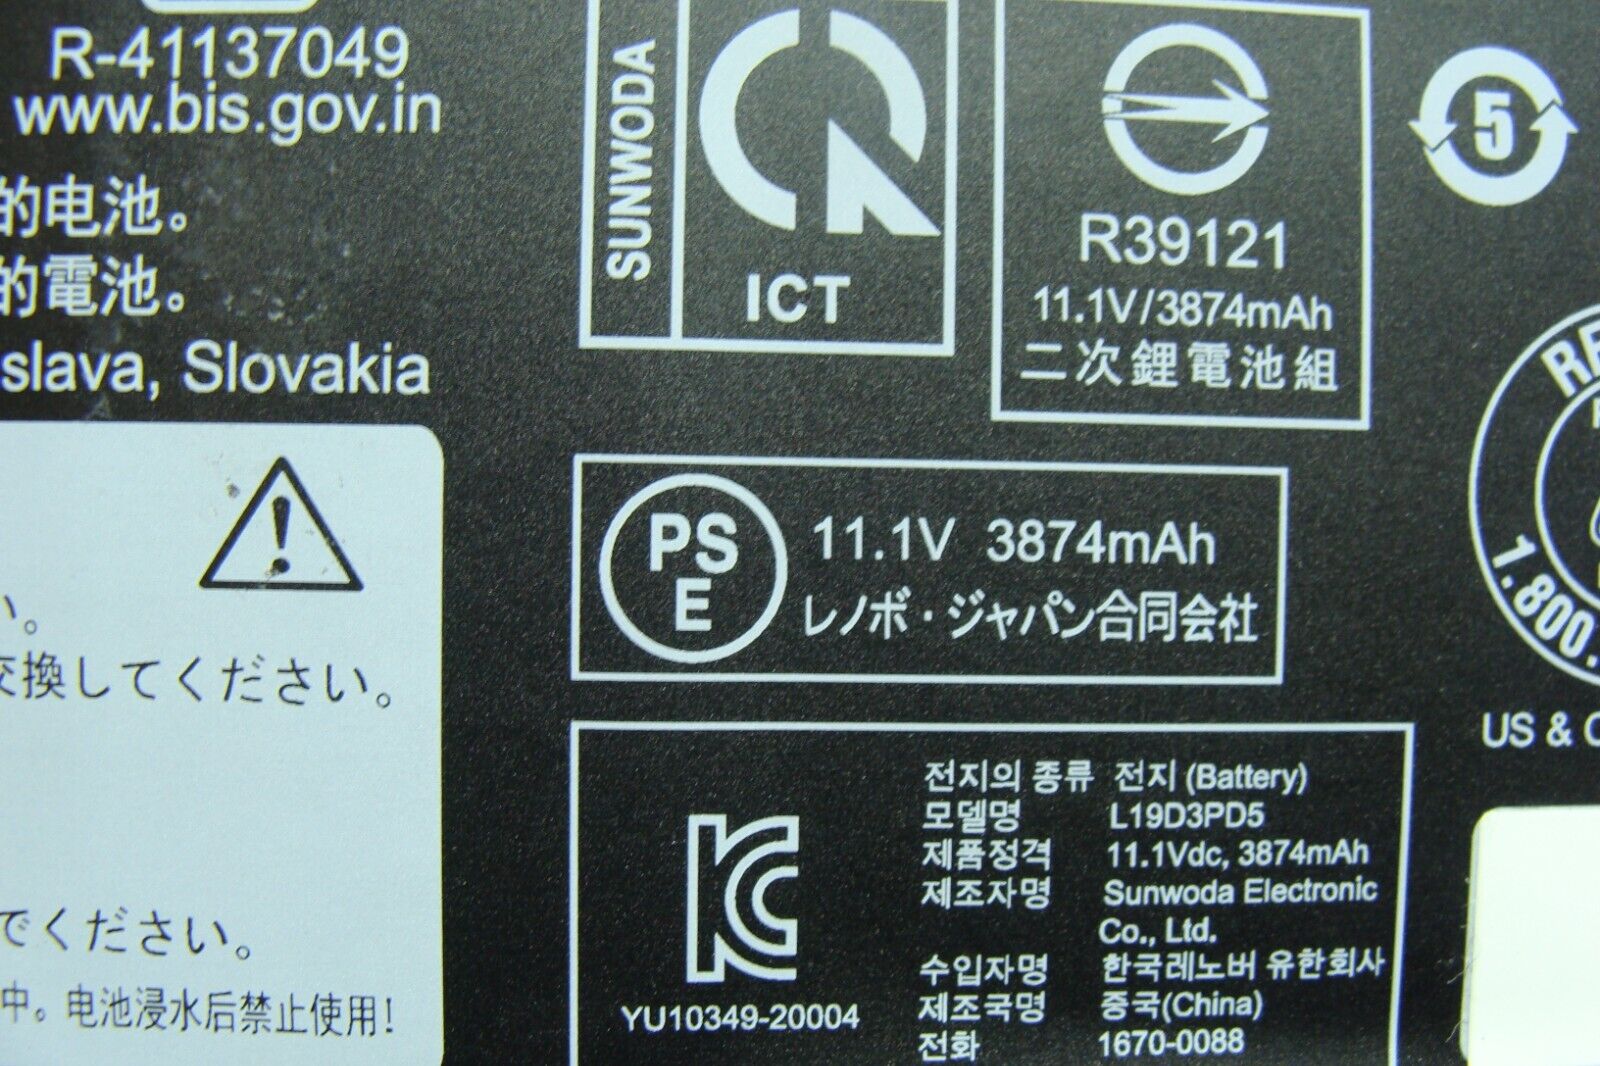 R-41137049
www.bis.gov.in
的电池。
的電池。
slava, Slovakia
SUNWODA
ICT
R39121
11.1V/3874mAh
二次鋰電池組
5
PS
E
11.1V 3874mAh
レノボ・ジャパン合同会社
い。
交換してください。
でください。
中。电池浸水后禁止使用!
1.800.
US & C
전지의 종류 전지 (Battery)
모델명 L19D3PD5
제품정격 11.1Vdc, 3874mAh
제조자명 Sunwoda Electronic
Co., Ltd.
수입자명 한국레노버 유한회사
제조국명 중국(China)
전화 1670-0088
KC
YU10349-20004